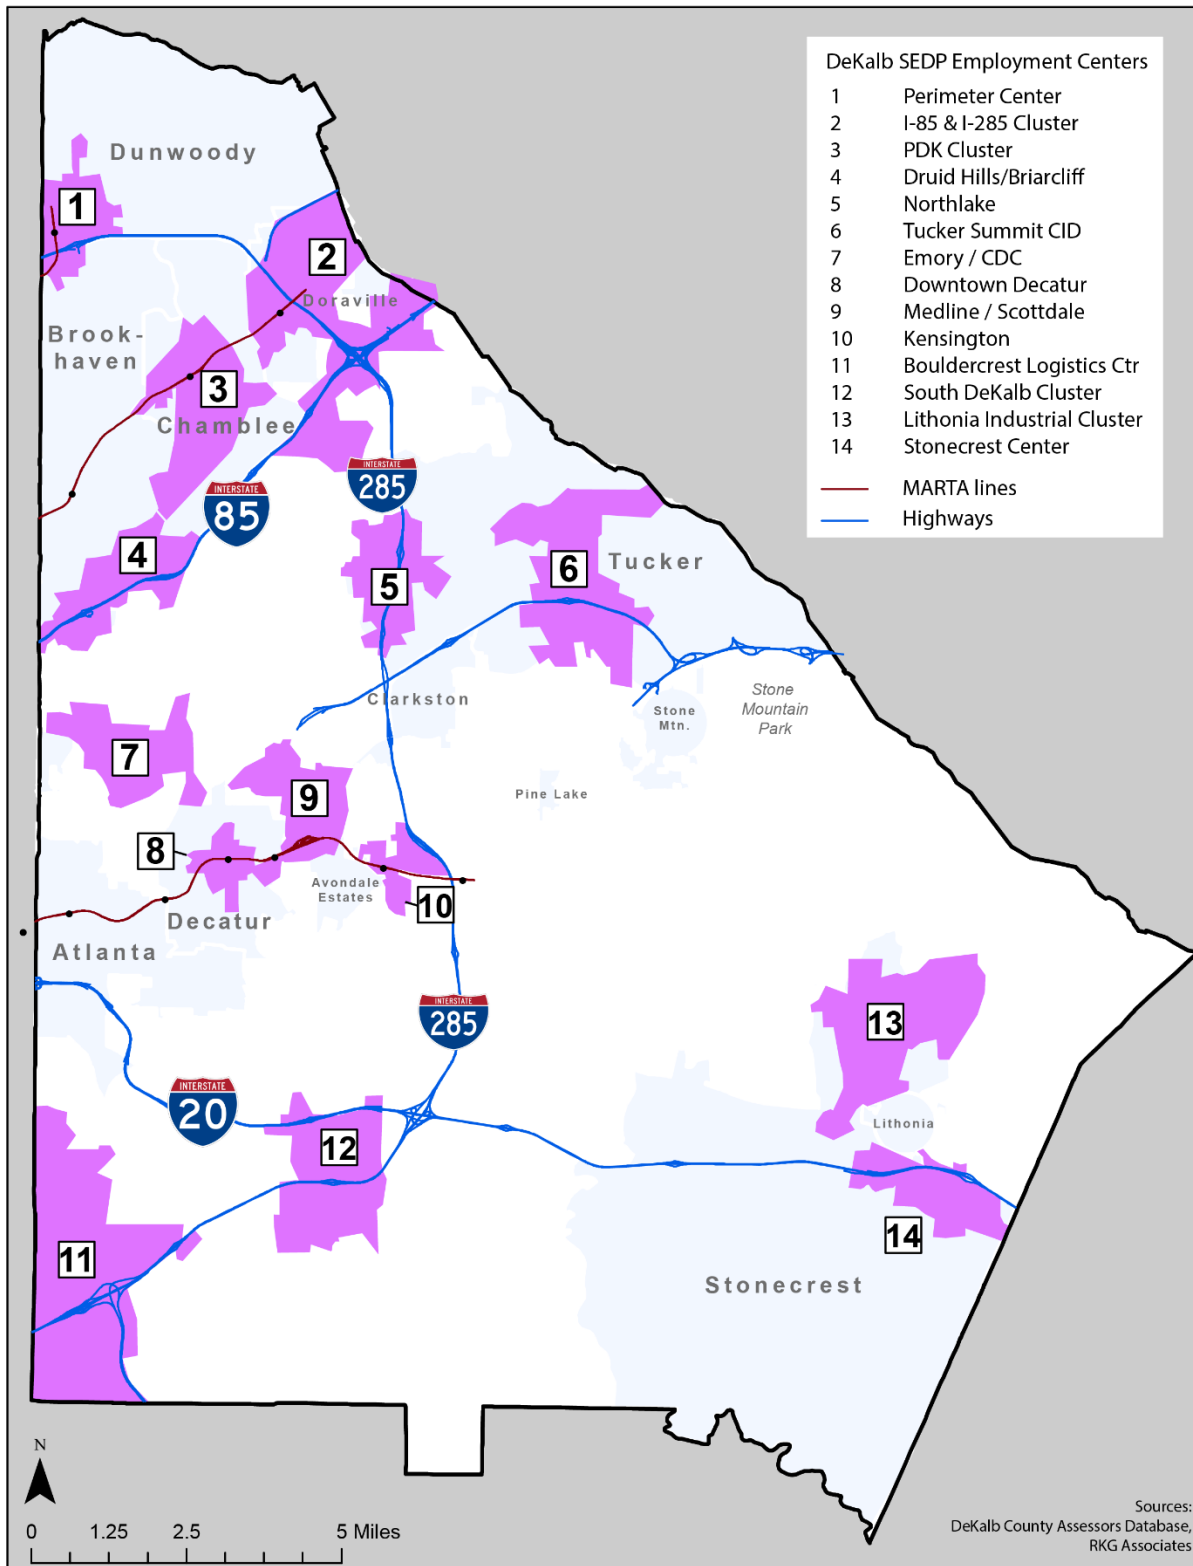 DeKalb SEDP Employment Centers
1 Perimeter Center
2 I-85 & I-285 Cluster
3 PDK Cluster
4 Druid Hills/Briarcliff
5 Northlake
6 Tucker Summit CID
7 Emory / CDC
8 Downtown Decatur
9 Medline / Scottdale
10 Kensington
11 Bouldercrest Logistics Ctr
12 South DeKalb Cluster
13 Lithonia Industrial Cluster
14 Stonecrest Center
MARTA lines
Highways
Dunwoody
1
2
Doraville
Brook-
haven
3
Chamblee
INTERSTATE
285
INTERSTATE
85
4
5
6
Tucker
Clarkston
Stone
Mtn.
Stone
Mountain
Park
7
9
Pine Lake
8
Avondale
Estates
10
Decatur
Atlanta
INTERSTATE
285
13
INTERSTATE
20
Lithonia
12
14
11
Stonecrest
N
0 1.25 2.5 5 Miles
Sources:
DeKalb County Assessors Database,
RKG Associates